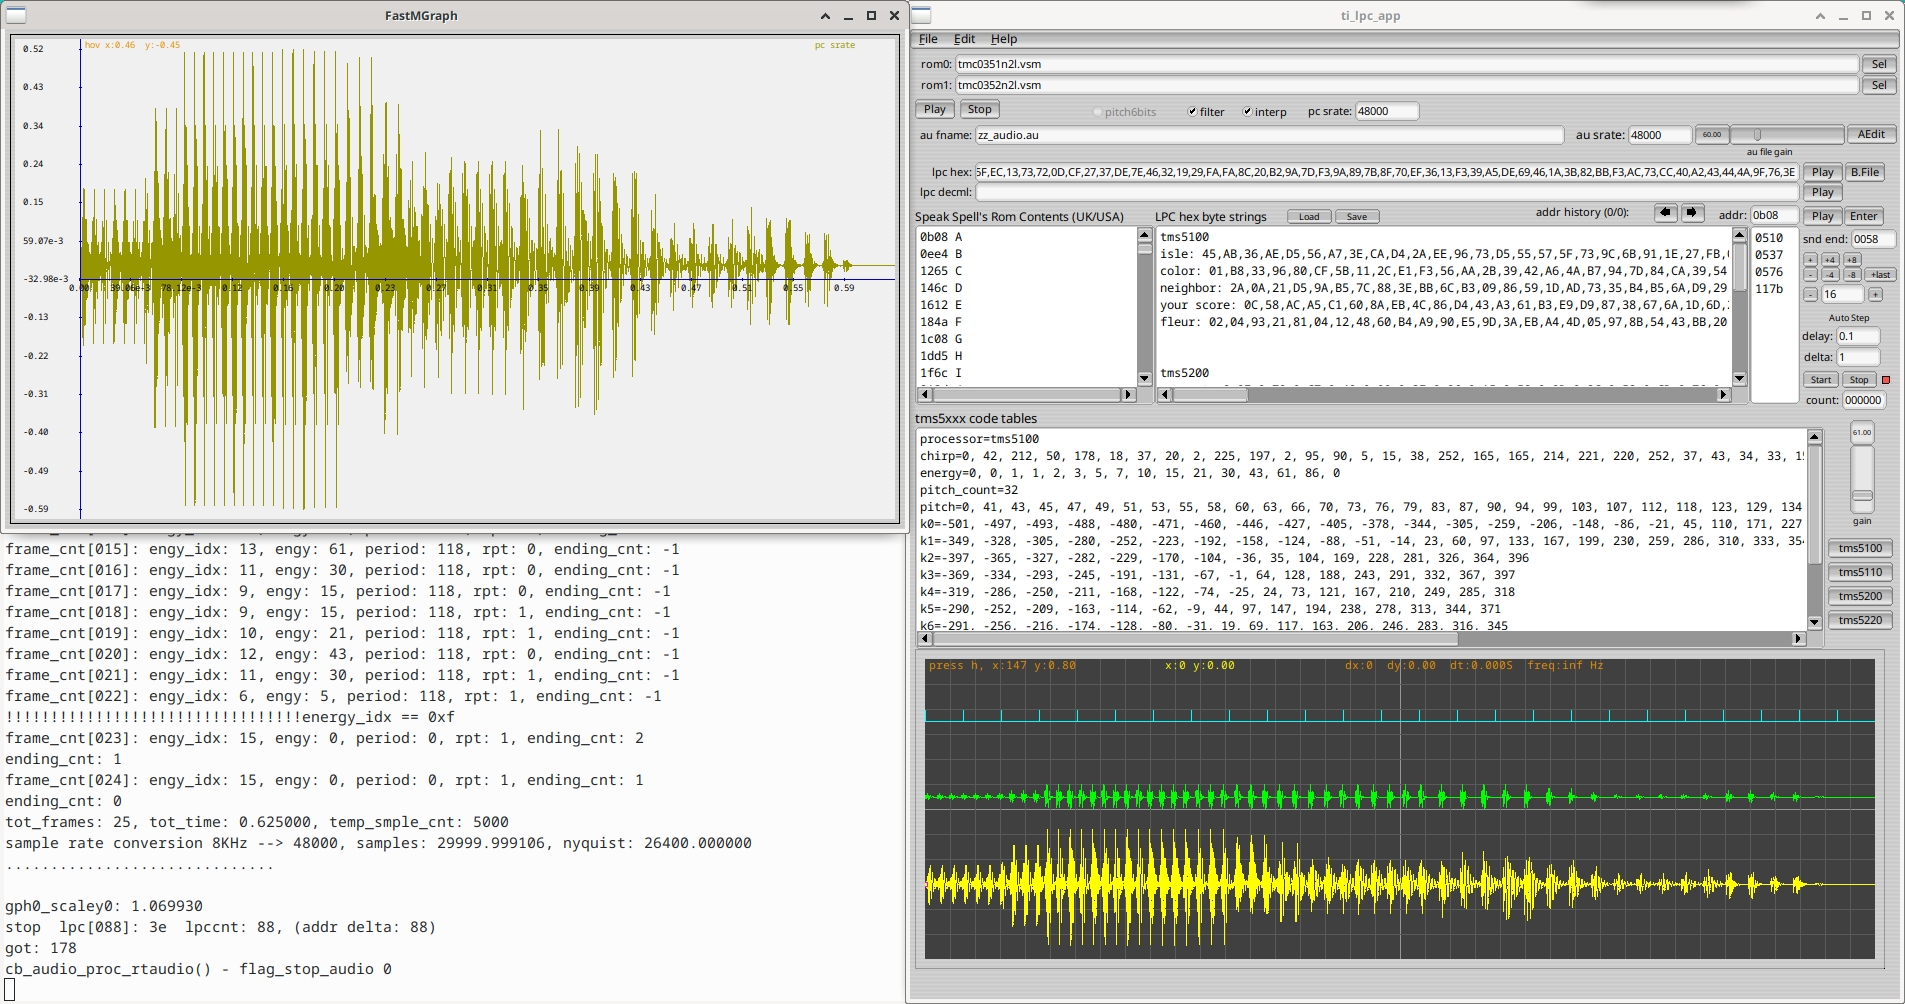 FastMGraph
hov x:0.46  y:-0.45
pc srate
0.52
0.43
0.34
0.24
0.15
59.07e-3
-32.98e-3
0.00 39.06e-3 78.12e-3 0.12 0.16 0.20 0.23 0.27 0.31 0.35 0.39 0.43 0.47 0.51 0.55 0.59
-0.13
-0.22
-0.31
-0.40
-0.49
-0.59
frame_cnt[015]: engy_idx: 13, engy: 61, period: 118, rpt: 0, ending_cnt: -1
frame_cnt[016]: engy_idx: 11, engy: 30, period: 118, rpt: 0, ending_cnt: -1
frame_cnt[017]: engy_idx: 9, engy: 15, period: 118, rpt: 0, ending_cnt: -1
frame_cnt[018]: engy_idx: 9, engy: 15, period: 118, rpt: 1, ending_cnt: -1
frame_cnt[019]: engy_idx: 10, engy: 21, period: 118, rpt: 1, ending_cnt: -1
frame_cnt[020]: engy_idx: 12, engy: 43, period: 118, rpt: 0, ending_cnt: -1
frame_cnt[021]: engy_idx: 11, engy: 30, period: 118, rpt: 1, ending_cnt: -1
frame_cnt[022]: engy_idx: 6, engy: 5, period: 118, rpt: 1, ending_cnt: -1
!!!!!!!!!!!!!!!!!!!!!!!!!!!!!!!!!energy_idx == 0xf
frame_cnt[023]: engy_idx: 15, engy: 0, period: 0, rpt: 1, ending_cnt: 2
ending_cnt: 1
frame_cnt[024]: engy_idx: 15, engy: 0, period: 0, rpt: 1, ending_cnt: 1
ending_cnt: 0
tot_frames: 25, tot_time: 0.625000, temp_smple_cnt: 5000
sample rate conversion 8KHz --> 48000, samples: 29999.999106, nyquist: 26400.000000
..............................
gph0_scaley0: 1.069930
stop  lpc[088]: 3e  lpccnt: 88, (addr delta: 88)
got: 178
cb_audio_proc_rtaudio() - flag_stop_audio 0
ti_lpc_app
File Edit Help
rom0: tmc0351n2l.vsm Sel
rom1: tmc0352n2l.vsm Sel
Play Stop pitch6bits filter interp pc srate: 48000
au fname: zz_audio.au au srate: 48000 60.00 AEdit
au file gain
lpc hex: 5F,EC,13,73,72,0D,CF,27,37,DE,7E,46,32,19,29,FA,FA,8C,20,B2,9A,7D,F3,9A,89,7B,8F,70,EF,36,13,F3,39,A5,DE,69,46,1A,3B,82,BB,F3,AC,73,CC,40,A2,43,44,4A,9F,76,3E Play B.File
lpc decml: Play
Speak Spell's Rom Contents (UK/USA) LPC hex byte strings Load Save addr history (0/0): addr: 0b08 Play Enter
0b08 A
0ee4 B
1265 C
146c D
1612 E
184a F
1c08 G
1dd5 H
1f6c I
tms5100
isle: 45,AB,36,AE,D5,56,A7,3E,CA,D4,2A,EE,96,73,D5,55,57,5F,73,9C,6B,91,1E,27,FB,
color: 01,B8,33,96,80,CF,5B,11,2C,E1,F3,56,AA,2B,39,42,A6,4A,B7,94,7D,84,CA,39,54
neighbor: 2A,0A,21,D5,9A,B5,7C,88,3E,BB,6C,B3,09,86,59,1D,AD,73,35,B4,B5,6A,D9,29
your score: 0C,58,AC,A5,C1,60,8A,EB,4C,86,D4,43,A3,61,B3,E9,D9,87,38,67,6A,1D,6D,
fleur: 02,04,93,21,81,04,12,48,60,B4,A9,90,E5,9D,3A,EB,A4,4D,05,97,8B,54,43,BB,20
tms5200
0510
0537
0576
117b
snd end: 0058
+ +4 +8
- -4 -8 +last
- 16 +
Auto Step
delay: 0.1
delta: 1
Start Stop
count: 000000
tms5xxx code tables
processor=tms5100
chirp=0, 42, 212, 50, 178, 18, 37, 20, 2, 225, 197, 2, 95, 90, 5, 15, 38, 252, 165, 165, 214, 221, 220, 252, 37, 43, 34, 33,
energy=0, 0, 1, 1, 2, 3, 5, 7, 10, 15, 21, 30, 43, 61, 86, 0
pitch_count=32
pitch=0, 41, 43, 45, 47, 49, 51, 53, 55, 58, 60, 63, 66, 70, 73, 76, 79, 83, 87, 90, 94, 99, 103, 107, 112, 118, 123, 129, 134
k0=-501, -497, -493, -488, -480, -471, -460, -446, -427, -405, -378, -344, -305, -259, -206, -148, -86, -21, 45, 110, 171, 227
k1=-349, -328, -305, -280, -252, -223, -192, -158, -124, -88, -51, -14, 23, 60, 97, 133, 167, 199, 230, 259, 286, 310, 333, 354
k2=-397, -365, -327, -282, -229, -170, -104, -36, 35, 104, 169, 228, 281, 326, 364, 396
k3=-369, -334, -293, -245, -191, -131, -67, -1, 64, 128, 188, 243, 291, 332, 367, 397
k4=-319, -286, -250, -211, -168, -122, -74, -25, 24, 73, 121, 167, 210, 249, 285, 318
k5=-290, -252, -209, -163, -114, -62, -9, 44, 97, 147, 194, 238, 278, 313, 344, 371
k6=-291, -256, -216, -174, -128, -80, -31, 19, 69, 117, 163, 206, 246, 283, 316, 345
61.00
gain
tms5100
tms5110
tms5200
tms5220
press h, x:147 y:0.80 x:0 y:0.00 dx:0  dy:0.00  dt:0.000S  freq:inf Hz